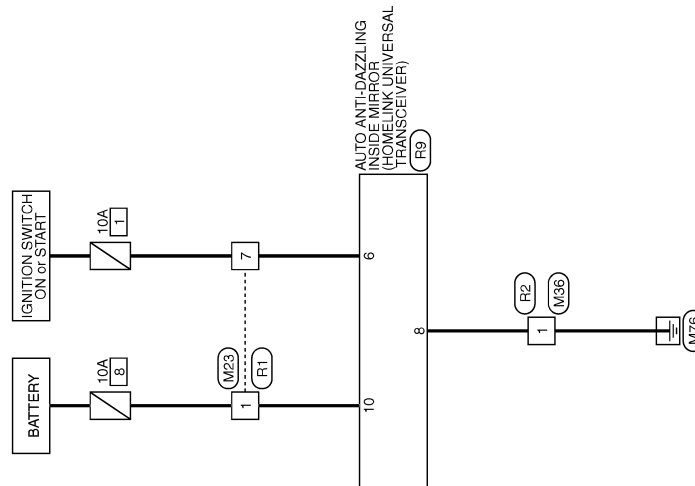 IGNITION SWITCH
ON or START
BATTERY
10A
1
10A
8
M23
R1
7
1
AUTO ANTI-DAZZLING
INSIDE MIRROR
(HOMELINK UNIVERSAL
TRANSCEIVER)
R9
6
10
8
R2
M36
1
M76